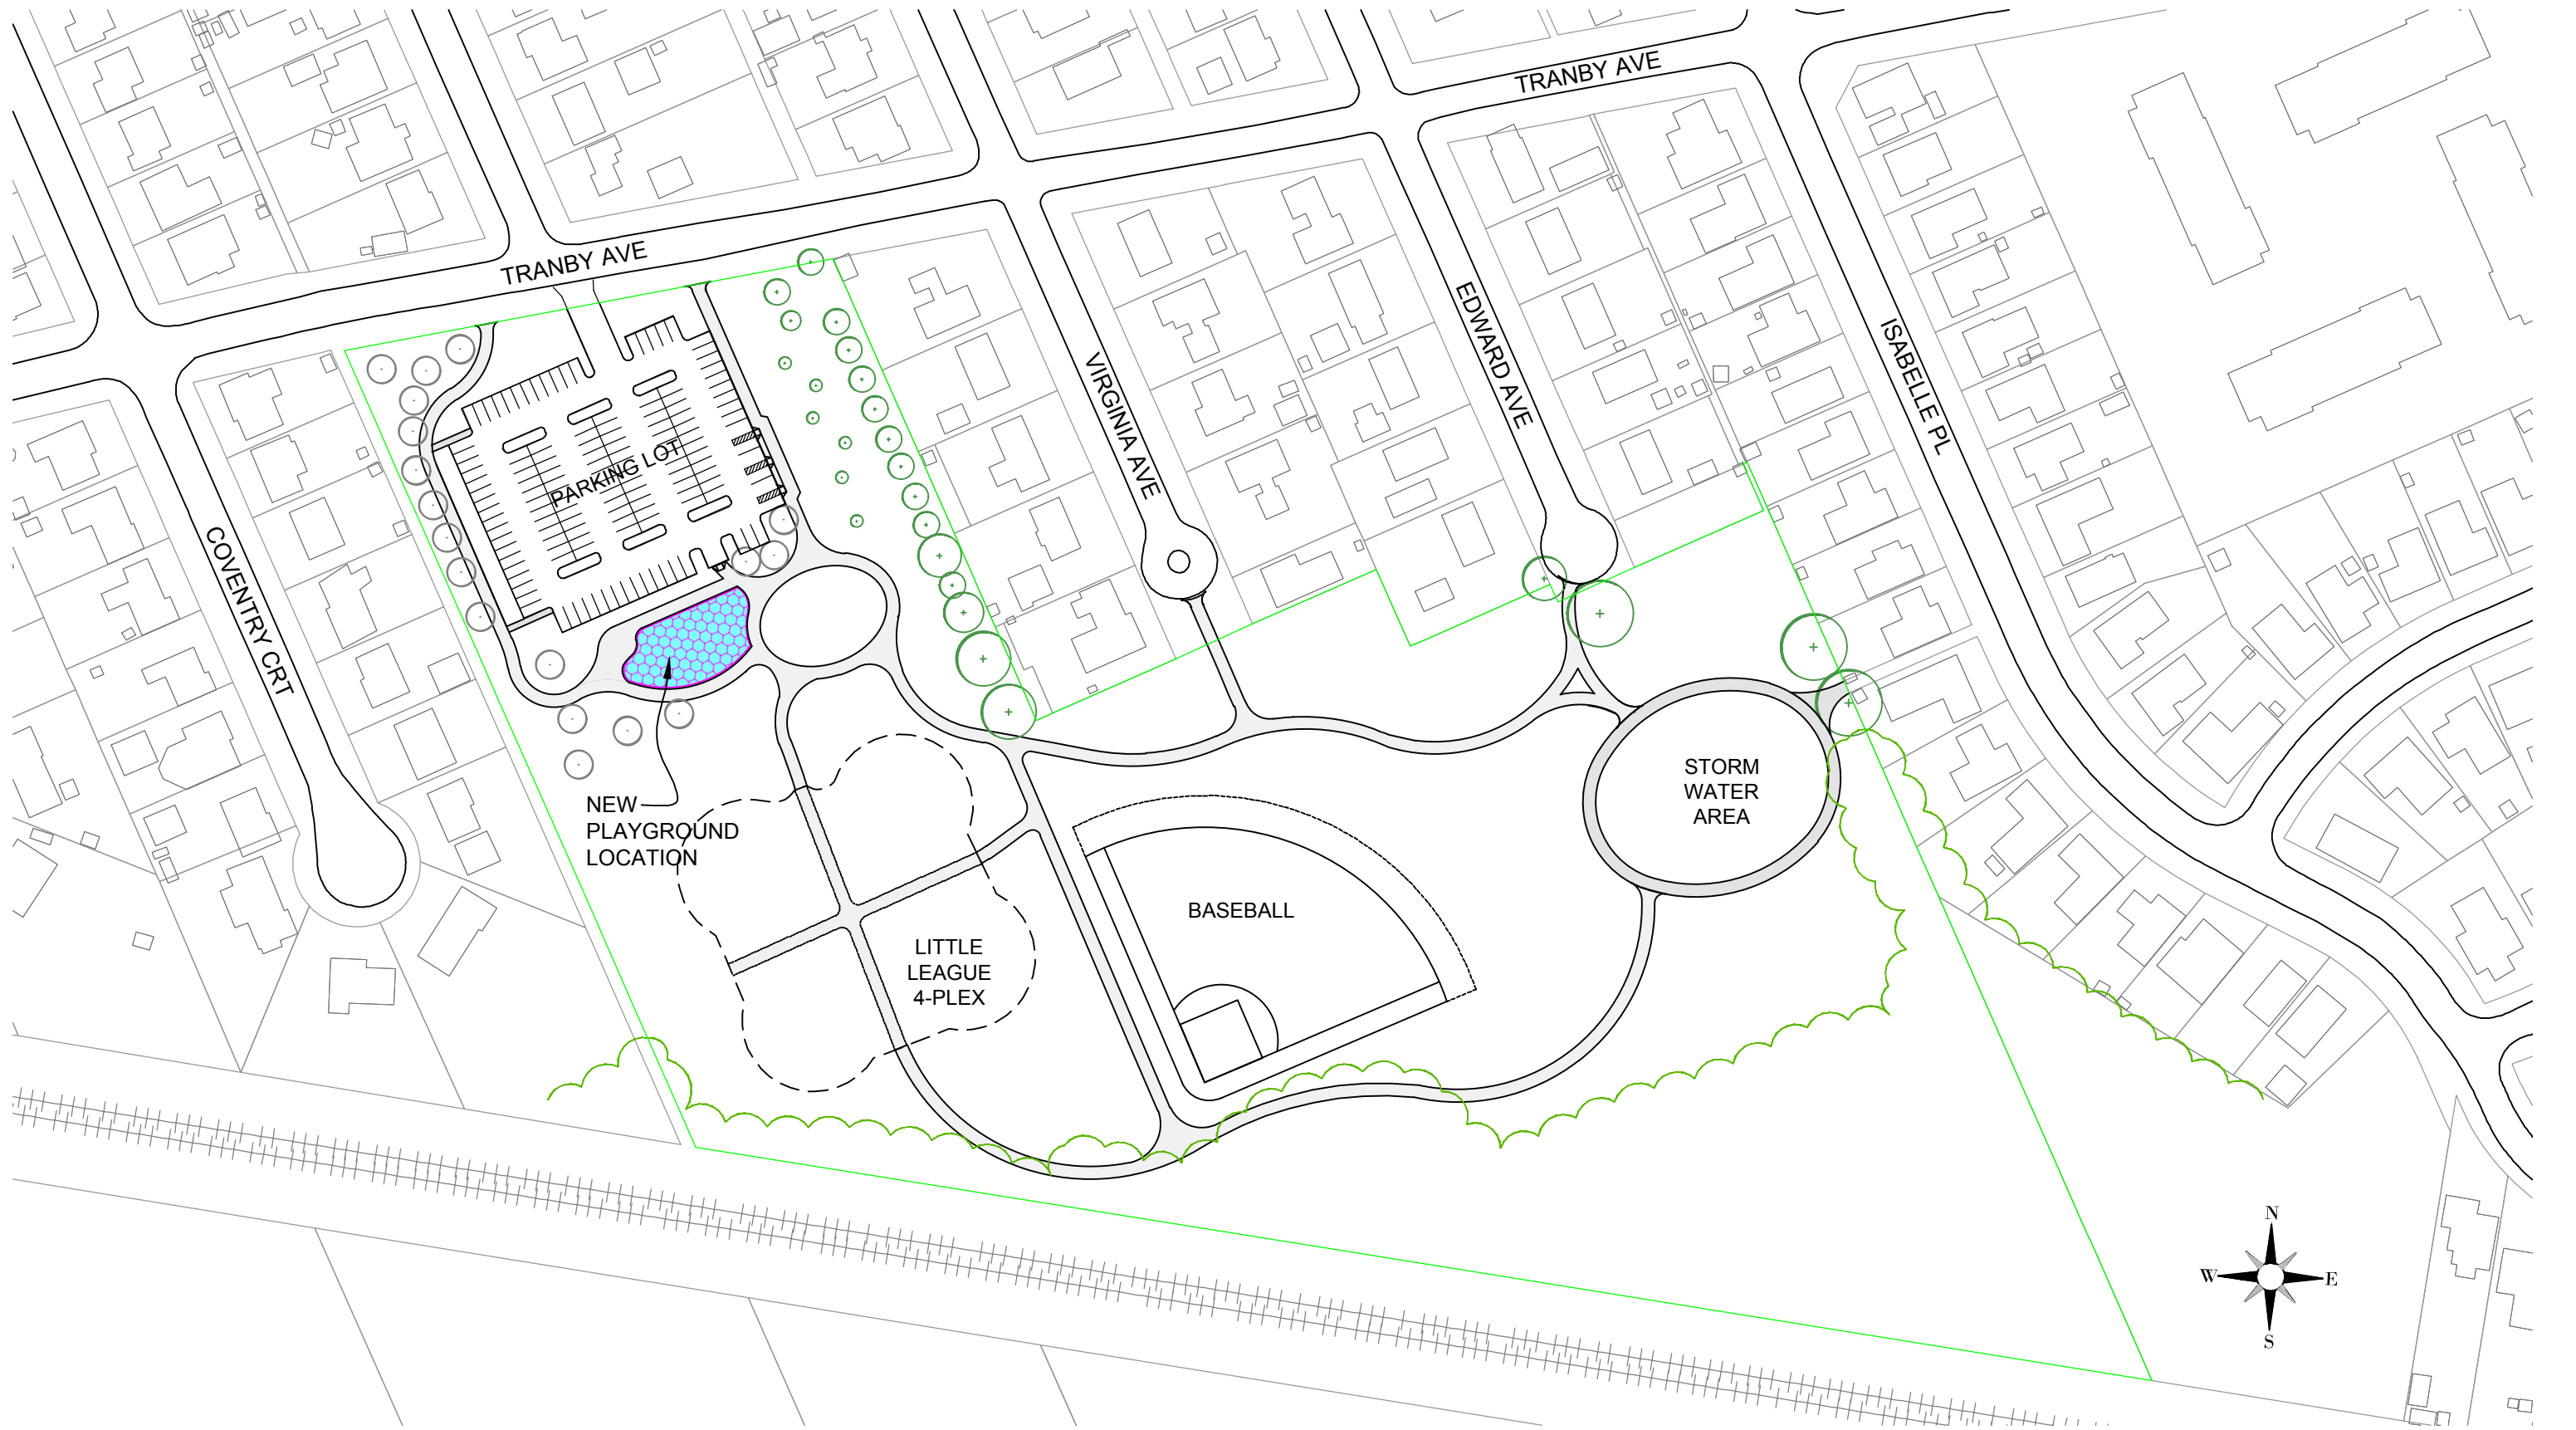 TRANBY AVE
TRANBY AVE
EDWARD AVE
ISABELLE PL
VIRGINIA AVE
PARKING LOT
COVENTRY CRT
NEW
PLAYGROUND
LOCATION
STORM
WATER
AREA
BASEBALL
LITTLE
LEAGUE
4-PLEX
N
W E
S